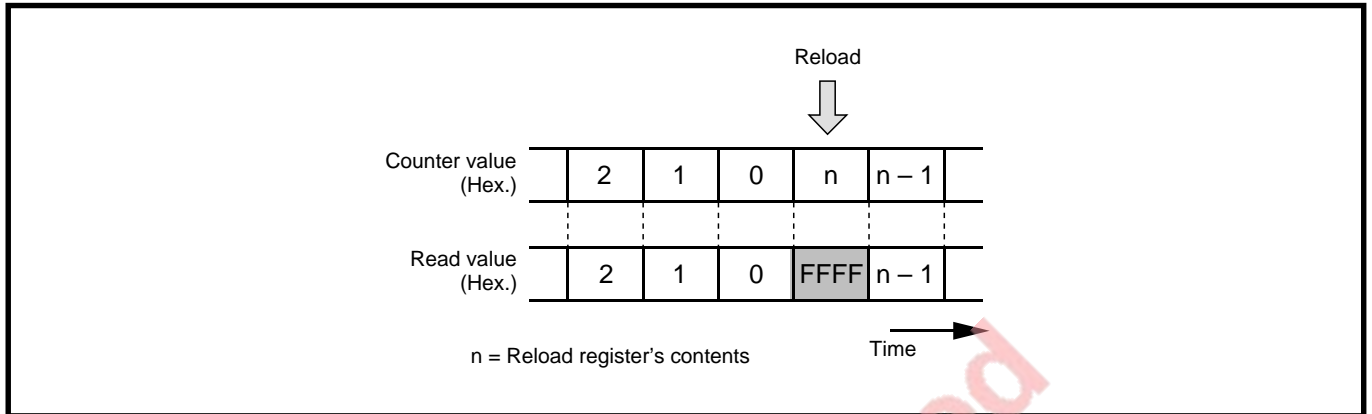 Reload
Counter value
(Hex.)
2 1 0 n n – 1
Read value
(Hex.)
2 1 0 FFFF n – 1
n = Reload register's contents
Time